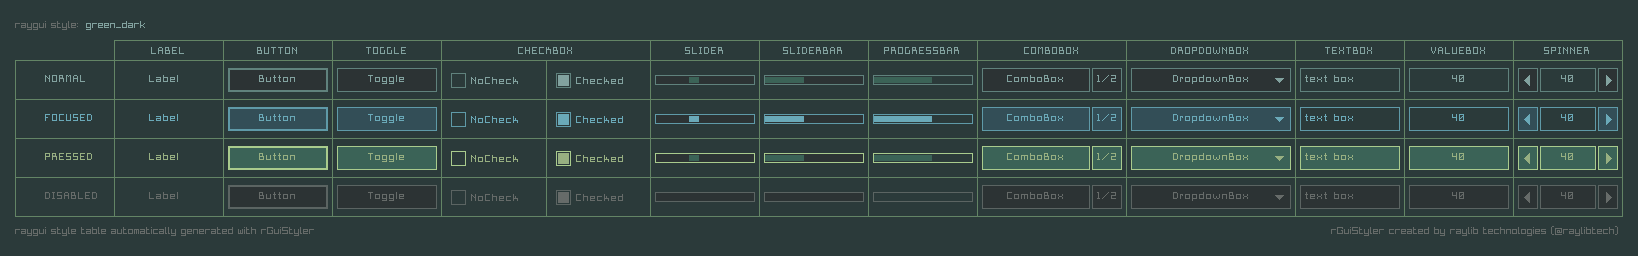 raygui style: green_dark
LABEL BUTTON TOGGLE CHECKBOX SLIDER SLIDERBAR PROGRESSBAR COMBOBOX DROPDOWNBOX TEXTBOX VALUEBOX SPINNER
NORMAL Label Button Toggle NoCheck Checked ComboBox 1/2 DropdownBox text box 40 40
FOCUSED Label Button Toggle NoCheck Checked ComboBox 1/2 DropdownBox text box 40 40
PRESSED Label Button Toggle NoCheck Checked ComboBox 1/2 DropdownBox text box 40 40
DISABLED Label Button Toggle NoCheck Checked ComboBox 1/2 DropdownBox text box 40 40
raygui style table automatically generated with rGuiStyler rGuiStyler created by raylib technologies (@raylibtech)